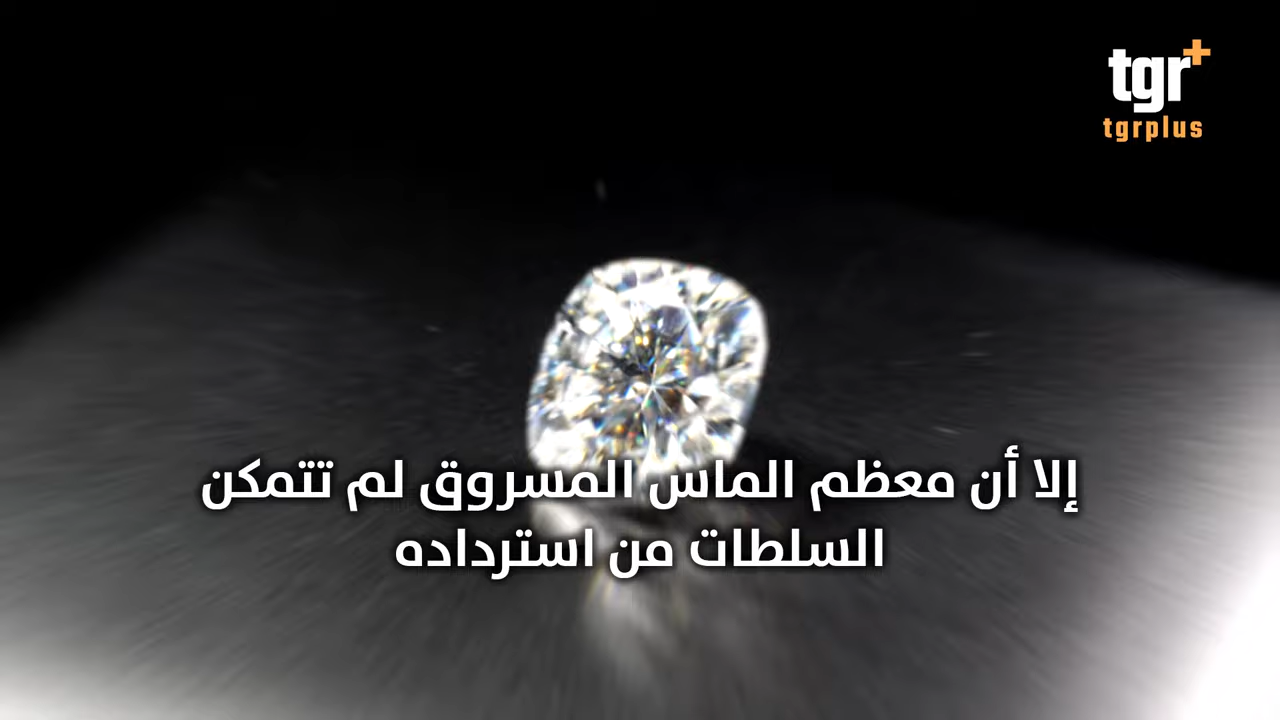 tgr+
tgrplus
إلا أن معظم الماس المسروق لم تتمكن
السلطات من استرداده